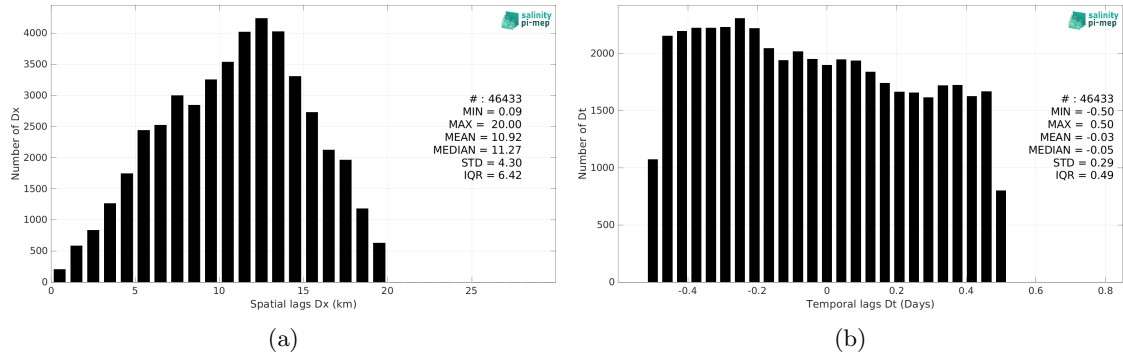 salinity
pi-mep
4000
3500
3000
2500
2000
1500
1000
500
0
Number of Dx
# : 46433
MIN = 0.09
MAX = 20.00
MEAN = 10.92
MEDIAN = 11.27
STD = 4.30
IQR = 6.42
0 5 10 15 20 25
Spatial lags Dx (km)
(a)
salinity
pi-mep
2000
1500
1000
500
0
Number of Dt
# : 46433
MIN = -0.50
MAX = 0.50
MEAN = -0.03
MEDIAN = -0.05
STD = 0.29
IQR = 0.49
-0.4 -0.2 0 0.2 0.4 0.6 0.8
Temporal lags Dt (Days)
(b)